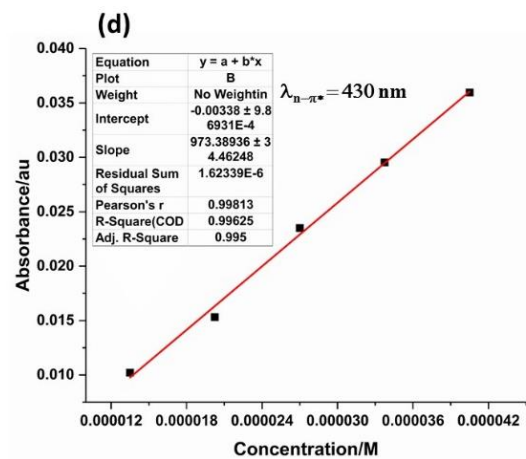 (d)
Equation y = a + b*x
Plot B
Weight No Weightin
Intercept -0.00338 ± 9.8
6931E-4
Slope 973.38936 ± 3
4.46248
Residual Sum
of Squares 1.62339E-6
Pearson's r 0.99813
R-Square(COD 0.99625
Adj. R-Square 0.995
λn-π* = 430 nm
Absorbance/au
0.040
0.035
0.030
0.025
0.020
0.015
0.010
0.000012 0.000018 0.000024 0.000030 0.000036 0.000042
Concentration/M